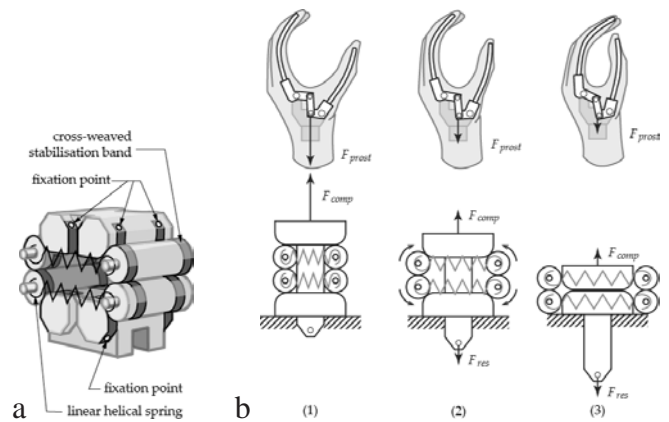 cross-weaved
stabilisation band
fixation point
fixation point
linear helical spring
a
b
F_prost
F_comp
(1)
F_prost
F_comp
F_res
(2)
F_prost
F_comp
F_res
(3)